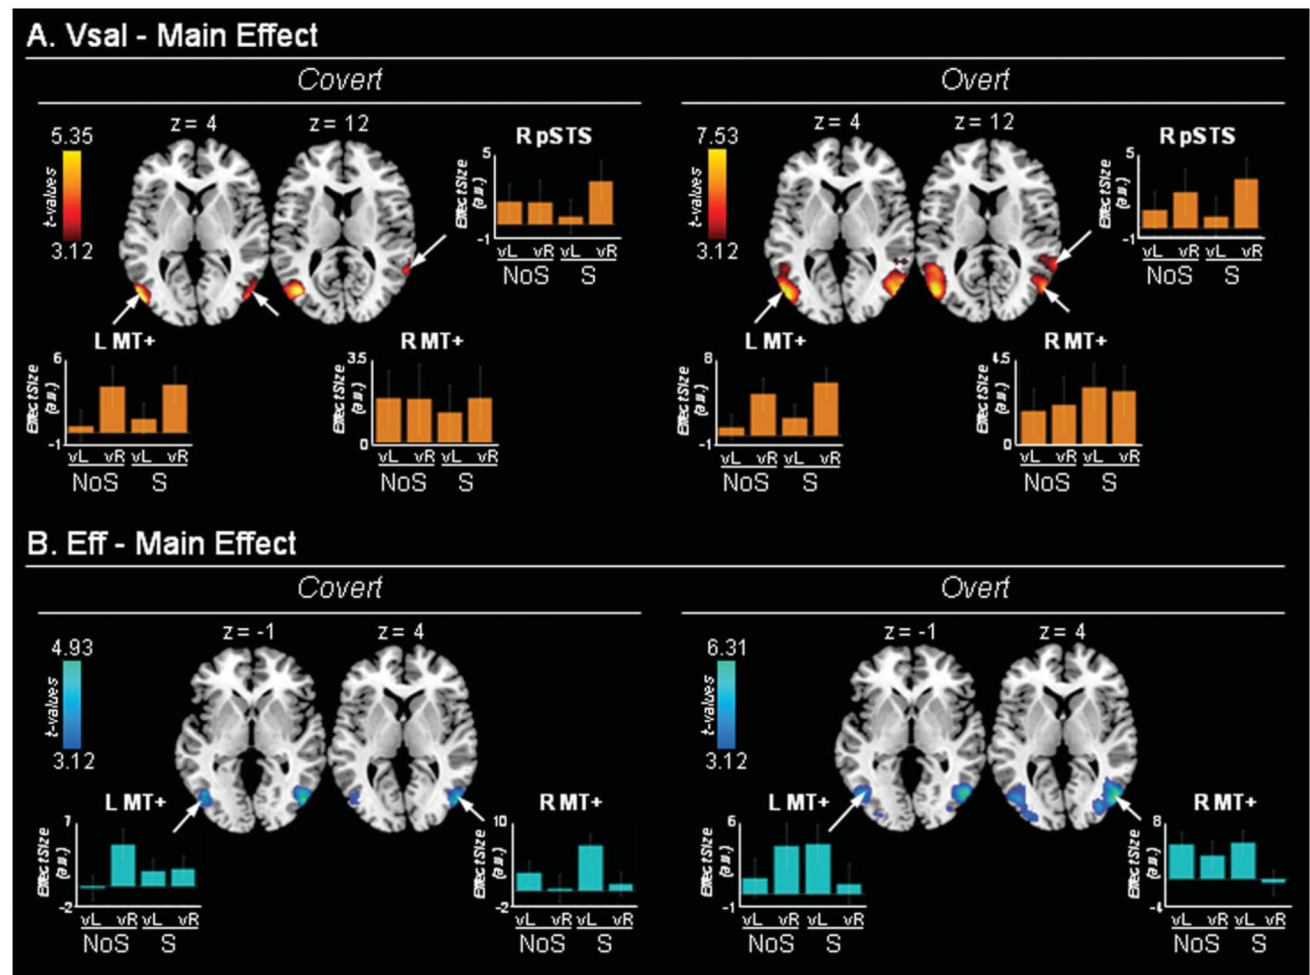 A. Vsal - Main Effect
Covert
Overt
5.35
t-values
3.12
z = 4
z = 12
R pSTS
5
Effect Size
(a.u.)
-1
vL vR vL vR
NoS S
L MT+
6
Effect Size
(a.u.)
-1
vL vR vL vR
NoS S
R MT+
3.5
Effect Size
(a.u.)
0
vL vR vL vR
NoS S
7.53
t-values
3.12
z = 4
z = 12
R pSTS
5
Effect Size
(a.u.)
-1
vL vR vL vR
NoS S
L MT+
8
Effect Size
(a.u.)
-1
vL vR vL vR
NoS S
R MT+
4.5
Effect Size
(a.u.)
0
vL vR vL vR
NoS S
B. Eff - Main Effect
Covert
Overt
4.93
t-values
3.12
z = -1
z = 4
L MT+
7
Effect Size
(a.u.)
-2
vL vR vL vR
NoS S
R MT+
10
Effect Size
(a.u.)
-2
vL vR vL vR
NoS S
6.31
t-values
3.12
z = -1
z = 4
L MT+
6
Effect Size
(a.u.)
-1
vL vR vL vR
NoS S
R MT+
8
Effect Size
(a.u.)
-4
vL vR vL vR
NoS S